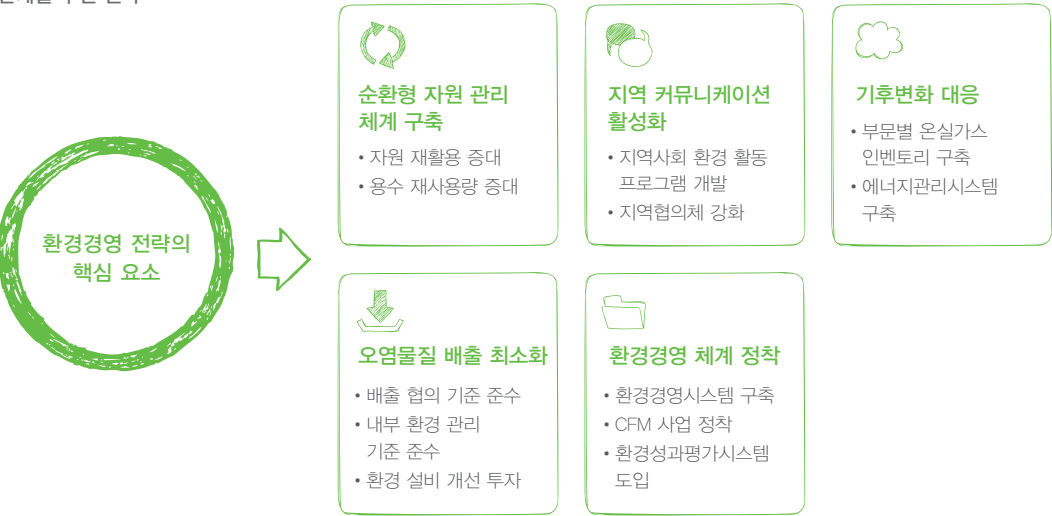 환경경영 전략의
핵심 요소
순환형 자원 관리
체계 구축
• 자원 재활용 증대
• 용수 재사용량 증대
지역 커뮤니케이션
활성화
• 지역사회 환경 활동
프로그램 개발
• 지역협의체 강화
기후변화 대응
• 부문별 온실가스
인벤토리 구축
• 에너지관리시스템
구축
오염물질 배출 최소화
• 배출 협의 기준 준수
• 내부 환경 관리
기준 준수
• 환경 설비 개선 투자
환경경영 체계 정착
• 환경경영시스템 구축
• CFM 사업 정착
• 환경성과평가시스템
도입